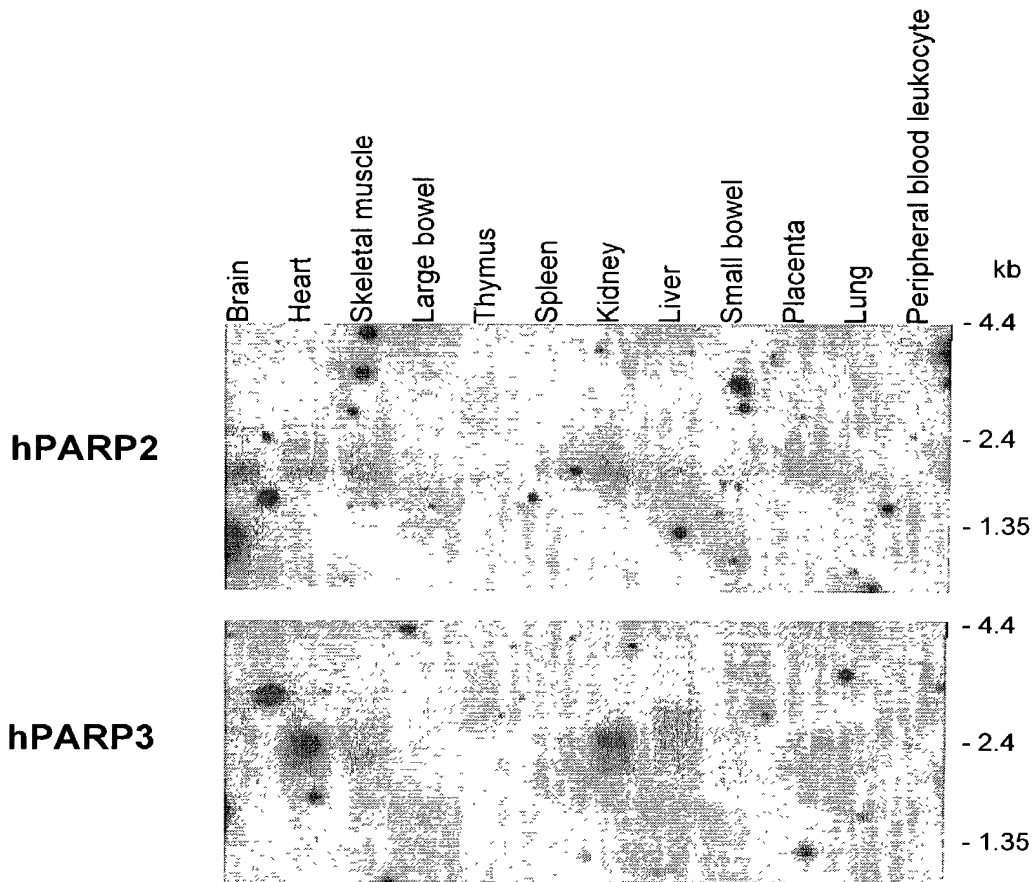 Brain
Heart
Skeletal muscle
Large bowel
Thymus
Spleen
Kidney
Liver
Small bowel
Placenta
Lung
Peripheral blood leukocyte
kb
- 4.4
hPARP2
- 2.4
- 1.35
- 4.4
hPARP3
- 2.4
- 1.35